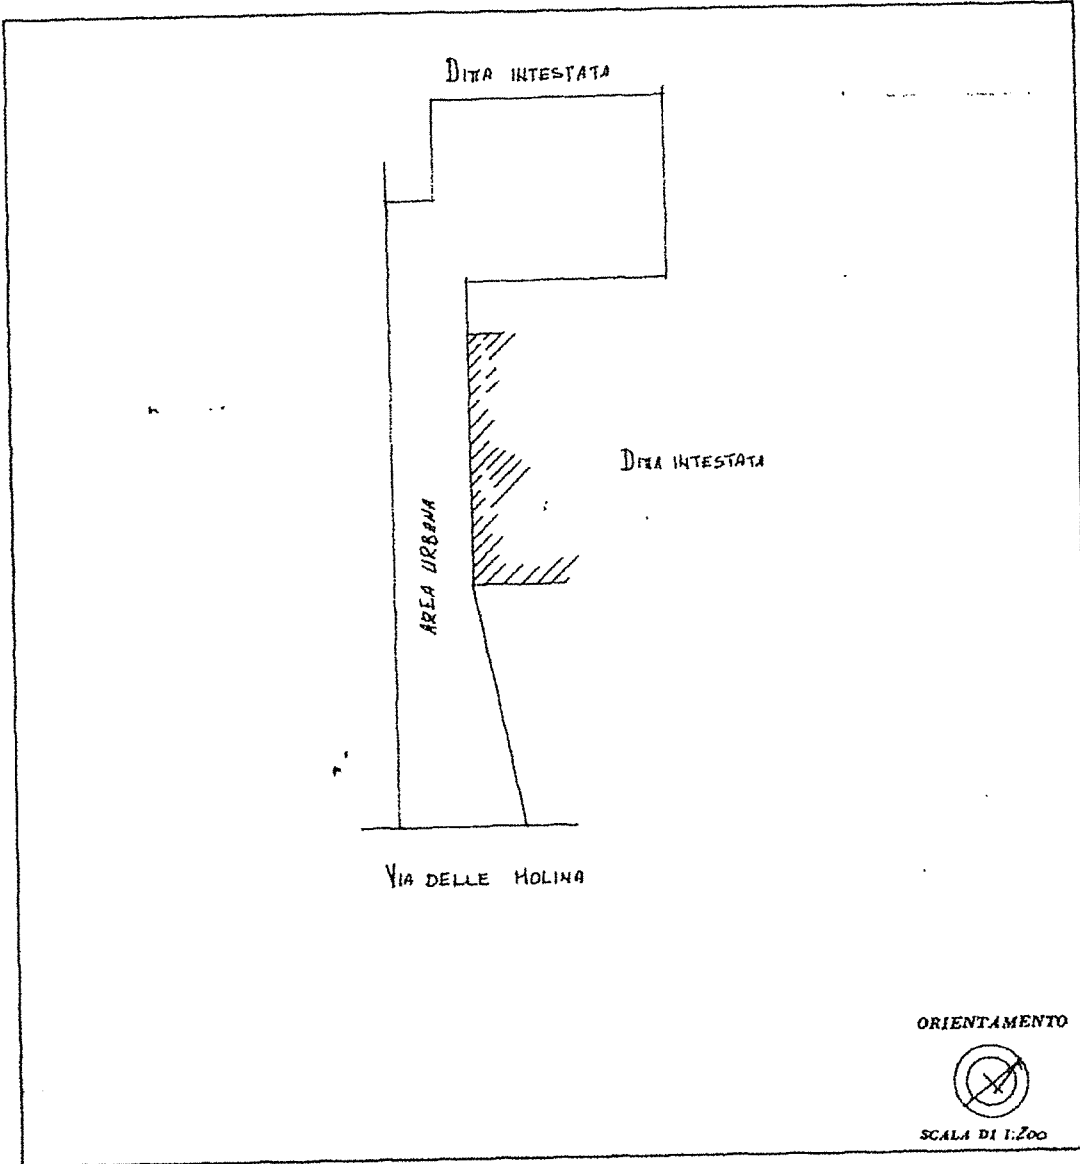 DITTA INTESTATA
DITTA INTESTATA
AREA URBANA
VIA DELLE MOLINA
ORIENTAMENTO
SCALA DI 1:200